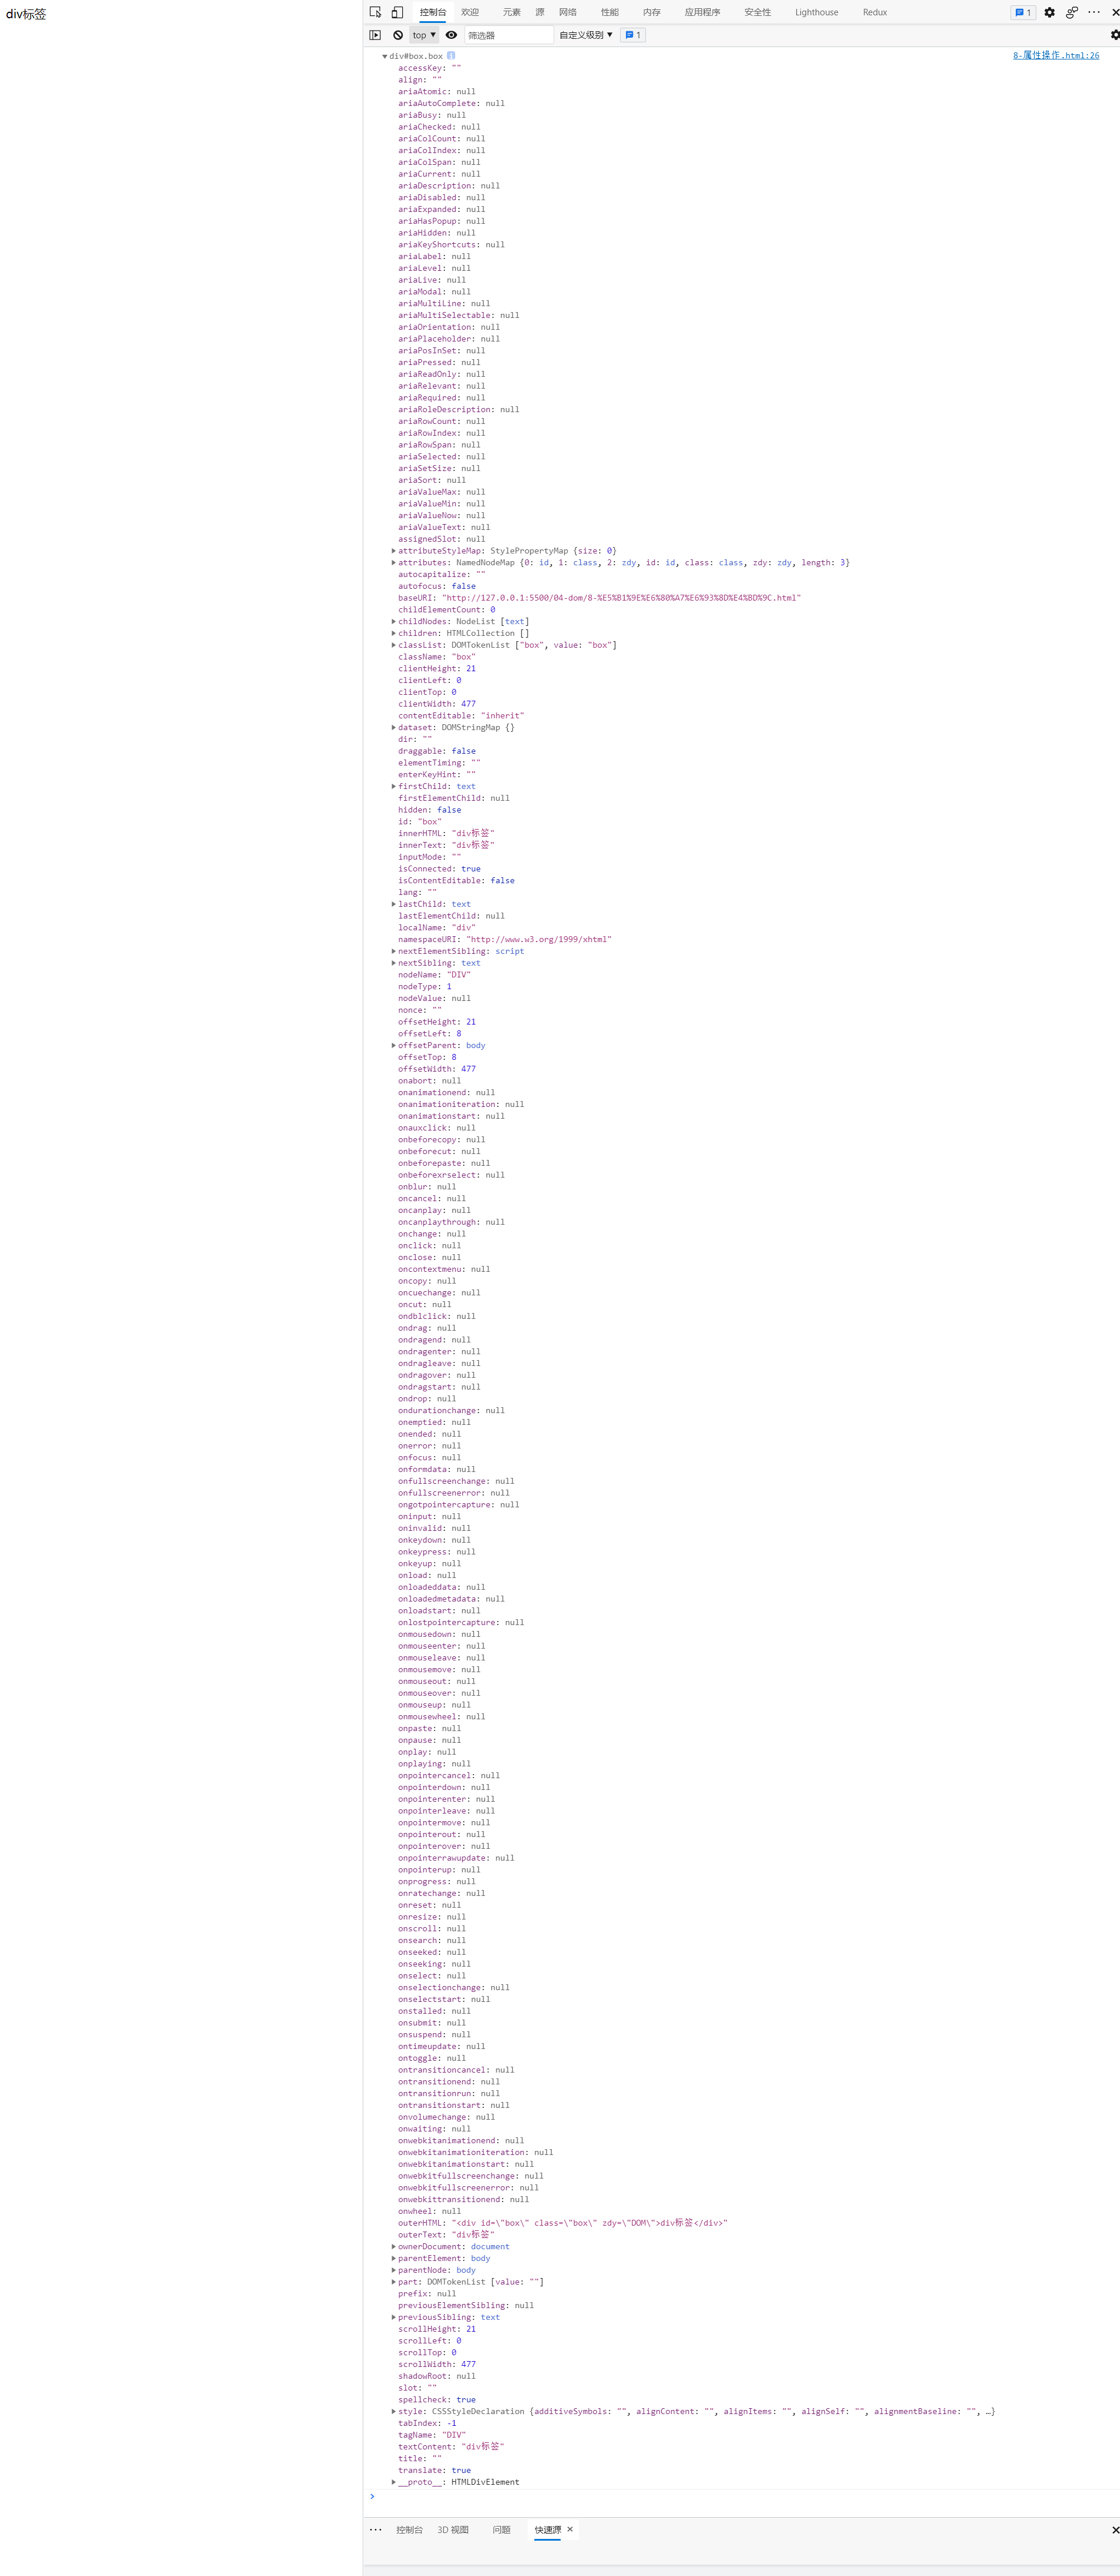 div标签
控制台 欢迎 元素 源 网络 性能 内存 应用程序 安全性 Lighthouse Redux 1
top 筛选器 自定义级别 1
div#box.box i 8-属性操作.html:26
accessKey: ""
align: ""
ariaAtomic: null
ariaAutoComplete: null
ariaBusy: null
ariaChecked: null
ariaColCount: null
ariaColIndex: null
ariaColSpan: null
ariaCurrent: null
ariaDescription: null
ariaDisabled: null
ariaExpanded: null
ariaHasPopup: null
ariaHidden: null
ariaKeyShortcuts: null
ariaLabel: null
ariaLevel: null
ariaLive: null
ariaModal: null
ariaMultiLine: null
ariaMultiSelectable: null
ariaOrientation: null
ariaPlaceholder: null
ariaPosInSet: null
ariaPressed: null
ariaReadOnly: null
ariaRelevant: null
ariaRequired: null
ariaRoleDescription: null
ariaRowCount: null
ariaRowIndex: null
ariaRowSpan: null
ariaSelected: null
ariaSetSize: null
ariaSort: null
ariaValueMax: null
ariaValueMin: null
ariaValueNow: null
ariaValueText: null
assignedSlot: null
attributeStyleMap: StylePropertyMap {size: 0}
attributes: NamedNodeMap {0: id, 1: class, 2: zdy, id: id, class: class, zdy: zdy, length: 3}
autocapitalize: ""
autofocus: false
baseURI: "http://127.0.0.1:5500/04-dom/8-%E5%B1%9E%E6%80%A7%E6%93%8D%E4%BD%9C.html"
childElementCount: 0
childNodes: NodeList [text]
children: HTMLCollection []
classList: DOMTokenList ["box", value: "box"]
className: "box"
clientHeight: 21
clientLeft: 0
clientTop: 0
clientWidth: 477
contentEditable: "inherit"
dataset: DOMStringMap {}
dir: ""
draggable: false
elementTiming: ""
enterKeyHint: ""
firstChild: text
firstElementChild: null
hidden: false
id: "box"
innerHTML: "div标签"
innerText: "div标签"
inputMode: ""
isConnected: true
isContentEditable: false
lang: ""
lastChild: text
lastElementChild: null
localName: "div"
namespaceURI: "http://www.w3.org/1999/xhtml"
nextElementSibling: script
nextSibling: text
nodeName: "DIV"
nodeType: 1
nodeValue: null
nonce: ""
offsetHeight: 21
offsetLeft: 8
offsetParent: body
offsetTop: 8
offsetWidth: 477
onabort: null
onanimationend: null
onanimationiteration: null
onanimationstart: null
onauxclick: null
onbeforecopy: null
onbeforecut: null
onbeforepaste: null
onbeforexrselect: null
onblur: null
oncancel: null
oncanplay: null
oncanplaythrough: null
onchange: null
onclick: null
onclose: null
oncontextmenu: null
oncopy: null
oncuechange: null
oncut: null
ondblclick: null
ondrag: null
ondragend: null
ondragenter: null
ondragleave: null
ondragover: null
ondragstart: null
ondrop: null
ondurationchange: null
onemptied: null
onended: null
onerror: null
onfocus: null
onformdata: null
onfullscreenchange: null
onfullscreenerror: null
ongotpointercapture: null
oninput: null
oninvalid: null
onkeydown: null
onkeypress: null
onkeyup: null
onload: null
onloadeddata: null
onloadedmetadata: null
onloadstart: null
onlostpointercapture: null
onmousedown: null
onmouseenter: null
onmouseleave: null
onmousemove: null
onmouseout: null
onmouseover: null
onmouseup: null
onmousewheel: null
onpaste: null
onpause: null
onplay: null
onplaying: null
onpointercancel: null
onpointerdown: null
onpointerenter: null
onpointerleave: null
onpointermove: null
onpointerout: null
onpointerover: null
onpointerrawupdate: null
onpointerup: null
onprogress: null
onratechange: null
onreset: null
onresize: null
onscroll: null
onsearch: null
onseeked: null
onseeking: null
onselect: null
onselectionchange: null
onselectstart: null
onstalled: null
onsubmit: null
onsuspend: null
ontimeupdate: null
ontoggle: null
ontransitioncancel: null
ontransitionend: null
ontransitionrun: null
ontransitionstart: null
onvolumechange: null
onwaiting: null
onwebkitanimationend: null
onwebkitanimationiteration: null
onwebkitanimationstart: null
onwebkitfullscreenchange: null
onwebkitfullscreenerror: null
onwebkittransitionend: null
onwheel: null
outerHTML: "<div id=\"box\" class=\"box\" zdy=\"DOM\">div标签</div>"
outerText: "div标签"
ownerDocument: document
parentElement: body
parentNode: body
part: DOMTokenList [value: ""]
prefix: null
previousElementSibling: null
previousSibling: text
scrollHeight: 21
scrollLeft: 0
scrollTop: 0
scrollWidth: 477
shadowRoot: null
slot: ""
spellcheck: true
style: CSSStyleDeclaration {additiveSymbols: "", alignContent: "", alignItems: "", alignSelf: "", alignmentBaseline: "", …}
tabIndex: -1
tagName: "DIV"
textContent: "div标签"
title: ""
translate: true
__proto__: HTMLDivElement
控制台 3D 视图 问题 快速源